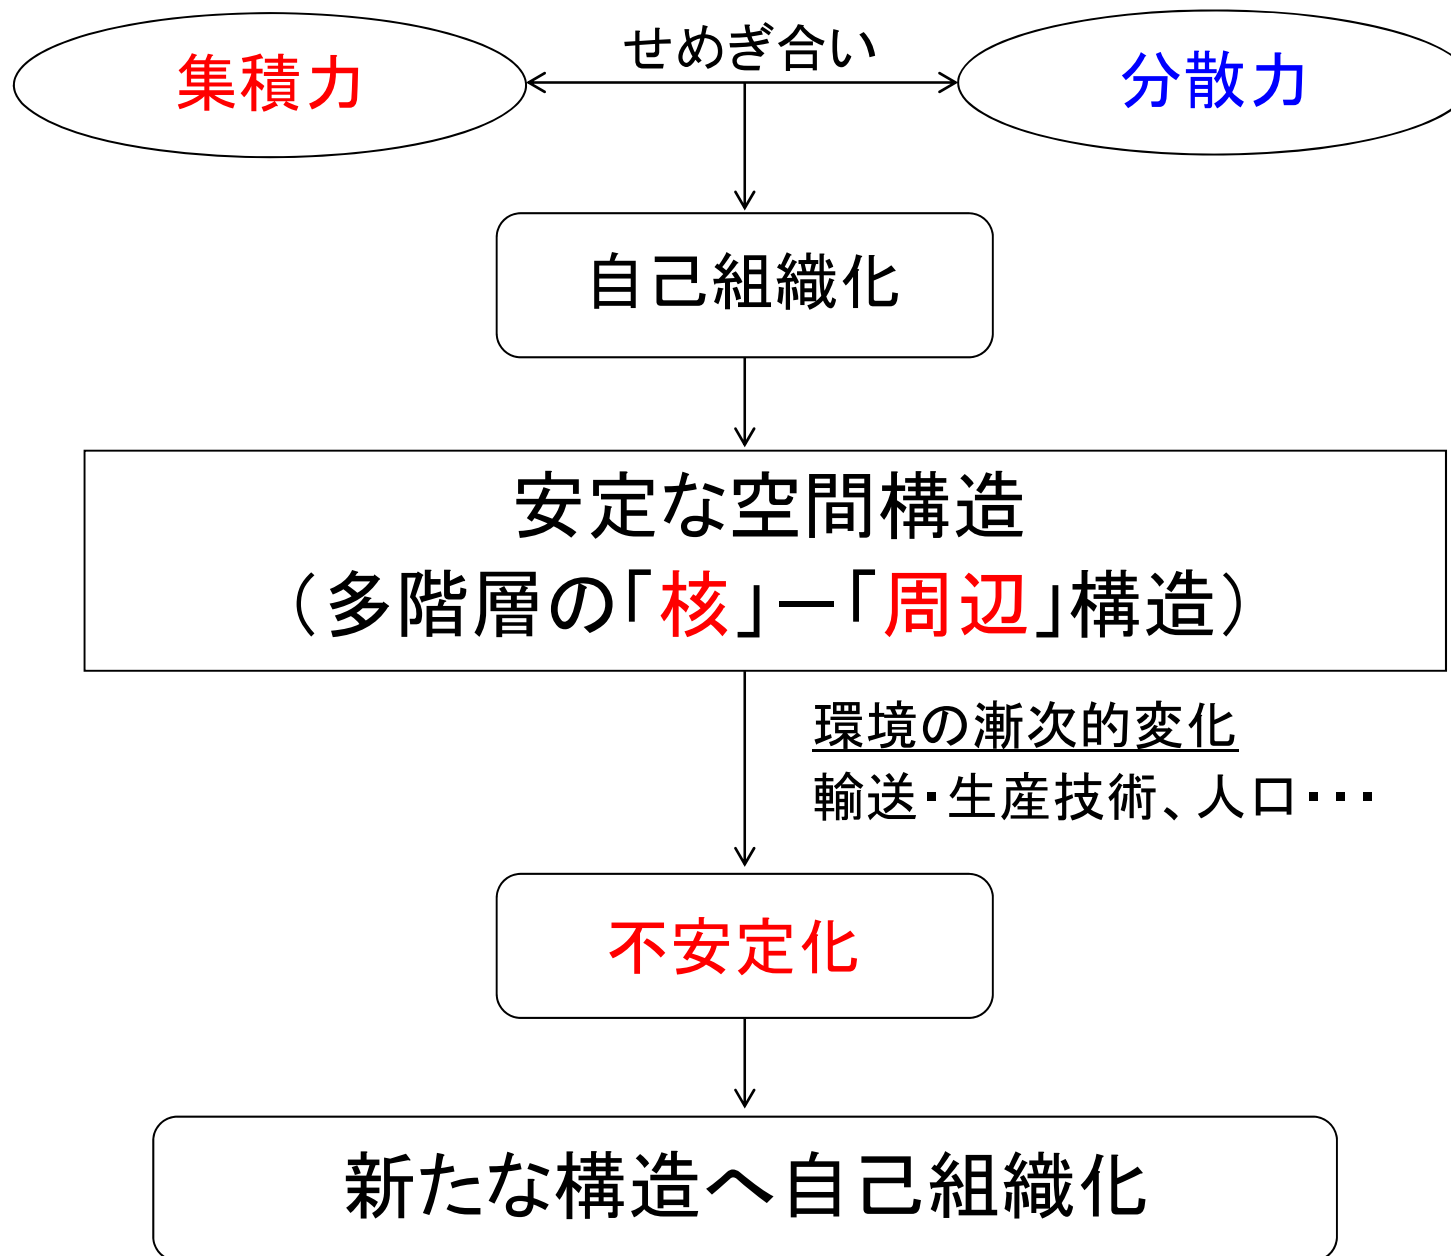 せめぎ合い
集積力
分散力
自己組織化
安定な空間構造
（多階層の「核」－「周辺」構造）
環境の漸次的変化
輸送・生産技術、人口・・・
不安定化
新たな構造へ自己組織化